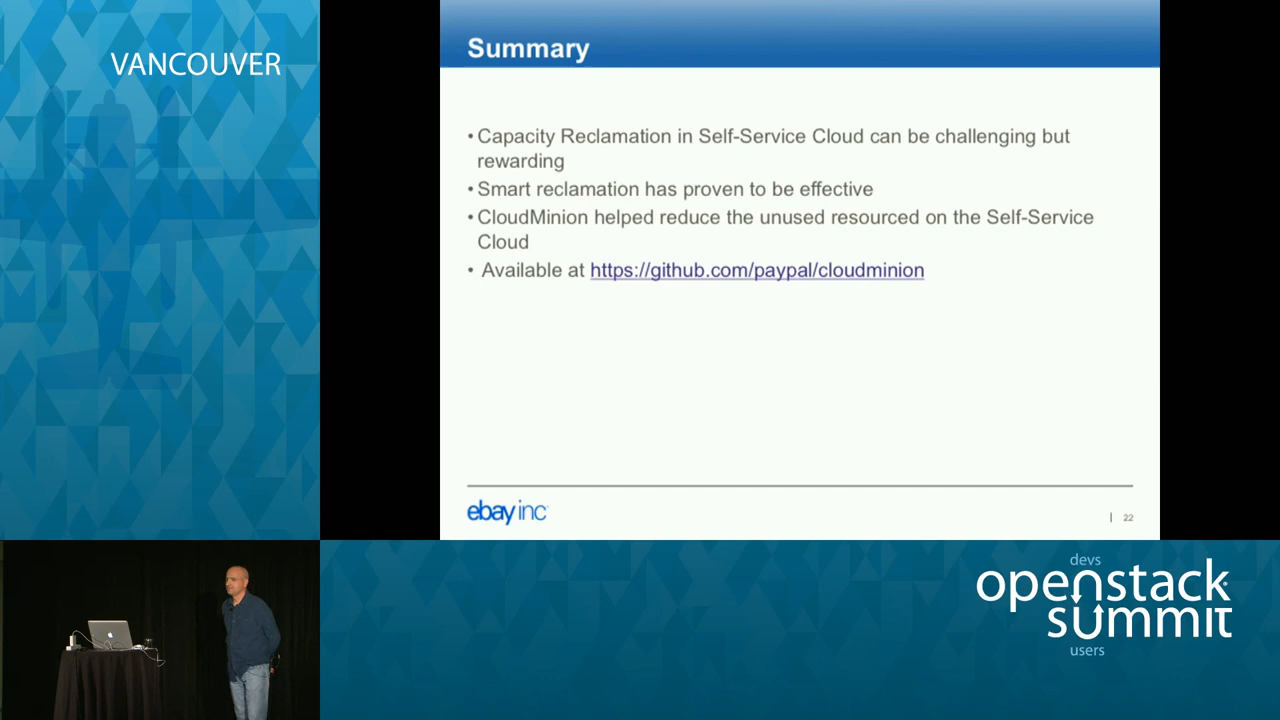 VANCOUVER
Summary
• Capacity Reclamation in Self-Service Cloud can be challenging but
rewarding
• Smart reclamation has proven to be effective
• CloudMinion helped reduce the unused resourced on the Self-Service
Cloud
• Available at https://github.com/paypal/cloudminion
ebay inc
| 22
devs
openstack
summit
users